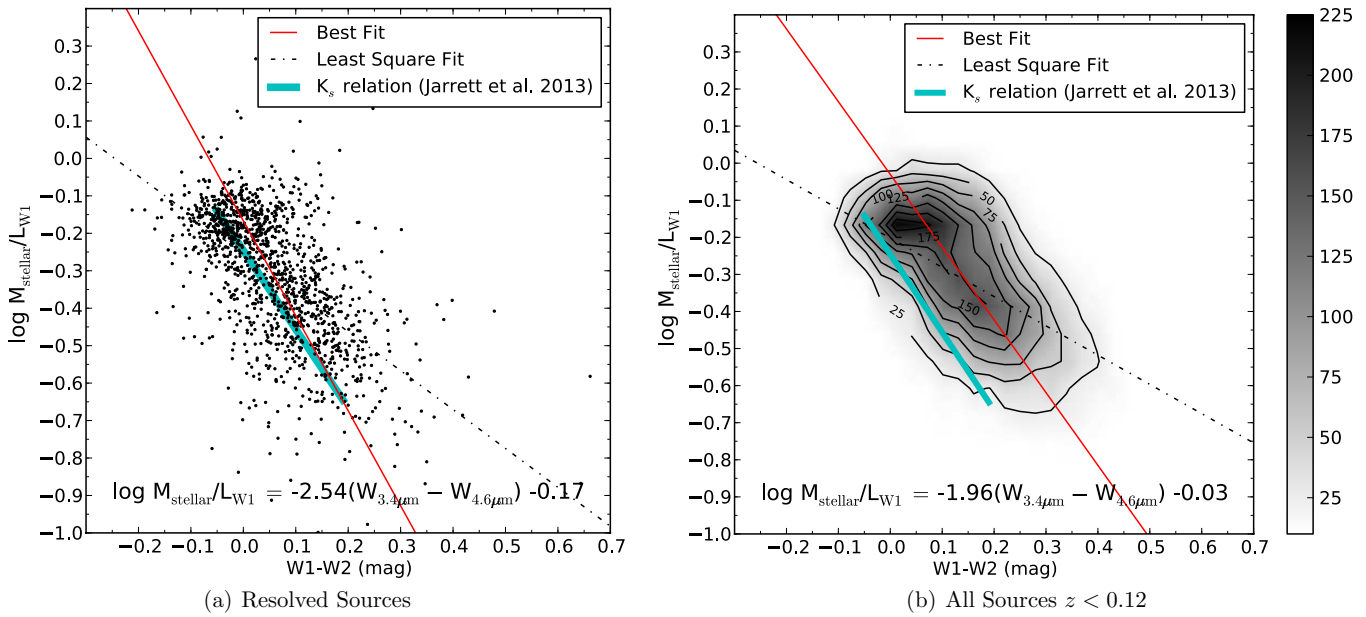 Best Fit
Least Square Fit
Kₛ relation (Jarrett et al. 2013)
0.3
0.2
0.1
0.0
−0.1
−0.2
−0.3
−0.4
−0.5
−0.6
−0.7
−0.8
−0.9
−1.0
log M_stellar/L_W1
log M_stellar/L_W1 = -2.54(W_3.4μm − W_4.6μm) -0.17
−0.2 −0.1 0.0 0.1 0.2 0.3 0.4 0.5 0.6 0.7
W1-W2 (mag)
(a) Resolved Sources
Best Fit
Least Square Fit
Kₛ relation (Jarrett et al. 2013)
0.3
0.2
0.1
0.0
−0.1
−0.2
−0.3
−0.4
−0.5
−0.6
−0.7
−0.8
−0.9
−1.0
log M_stellar/L_W1
100
125
50
75
175
150
25
log M_stellar/L_W1 = -1.96(W_3.4μm − W_4.6μm) -0.03
−0.2 −0.1 0.0 0.1 0.2 0.3 0.4 0.5 0.6 0.7
W1-W2 (mag)
(b) All Sources z < 0.12
225
200
175
150
125
100
75
50
25